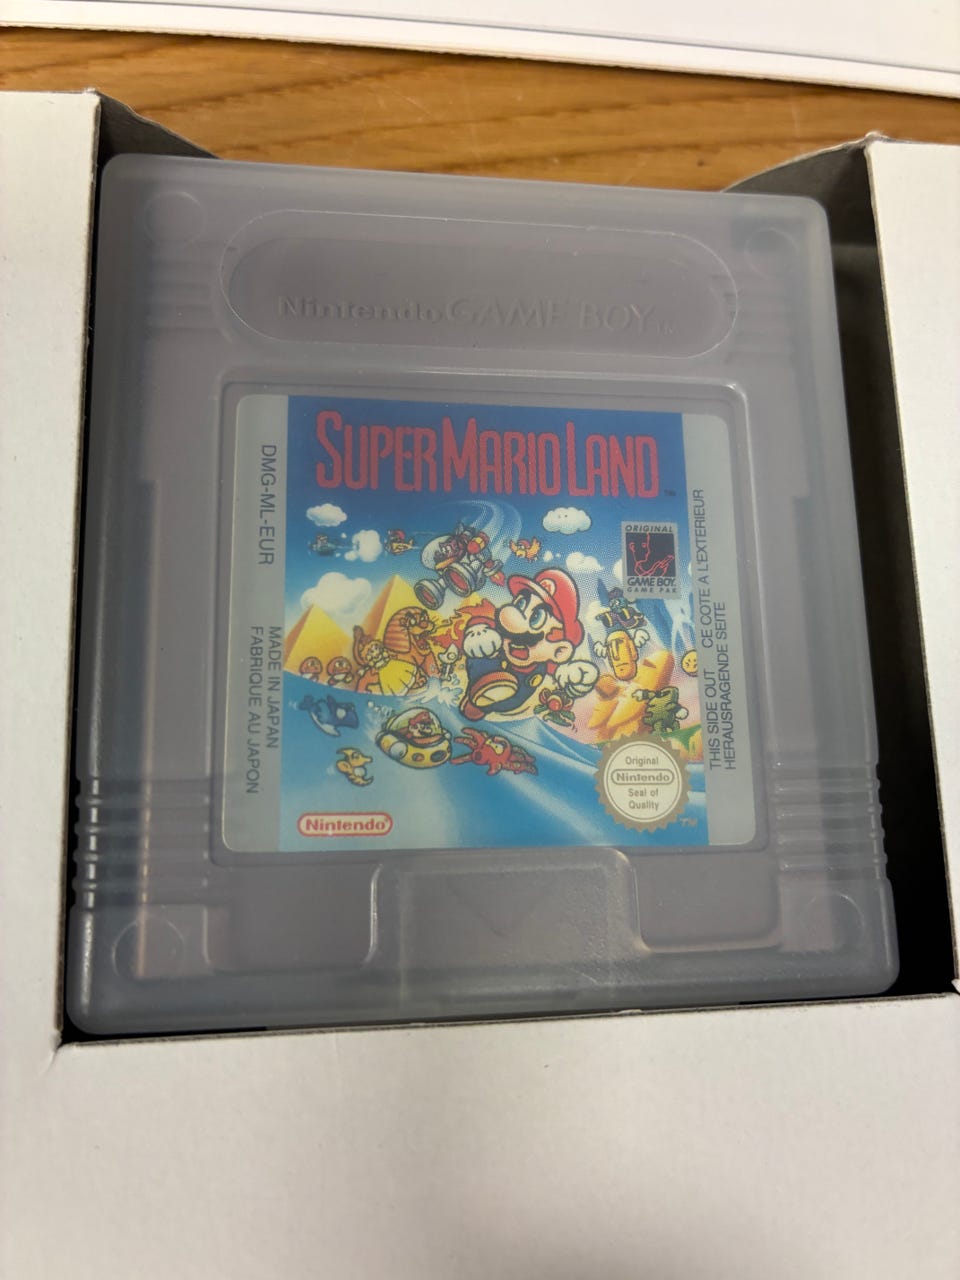 Nintendo GAME BOY TM
SUPER MARIO LAND TM
DMG-ML-EUR
MADE IN JAPAN
FABRIQUE AU JAPON
ORIGINAL
Nintendo
GAME BOY
GAME PAK
THIS SIDE OUT CE COTE A L'EXTERIEUR
HERAUSRAGENDE SEITE
Original
Nintendo
Seal of
Quality
TM
Nintendo®